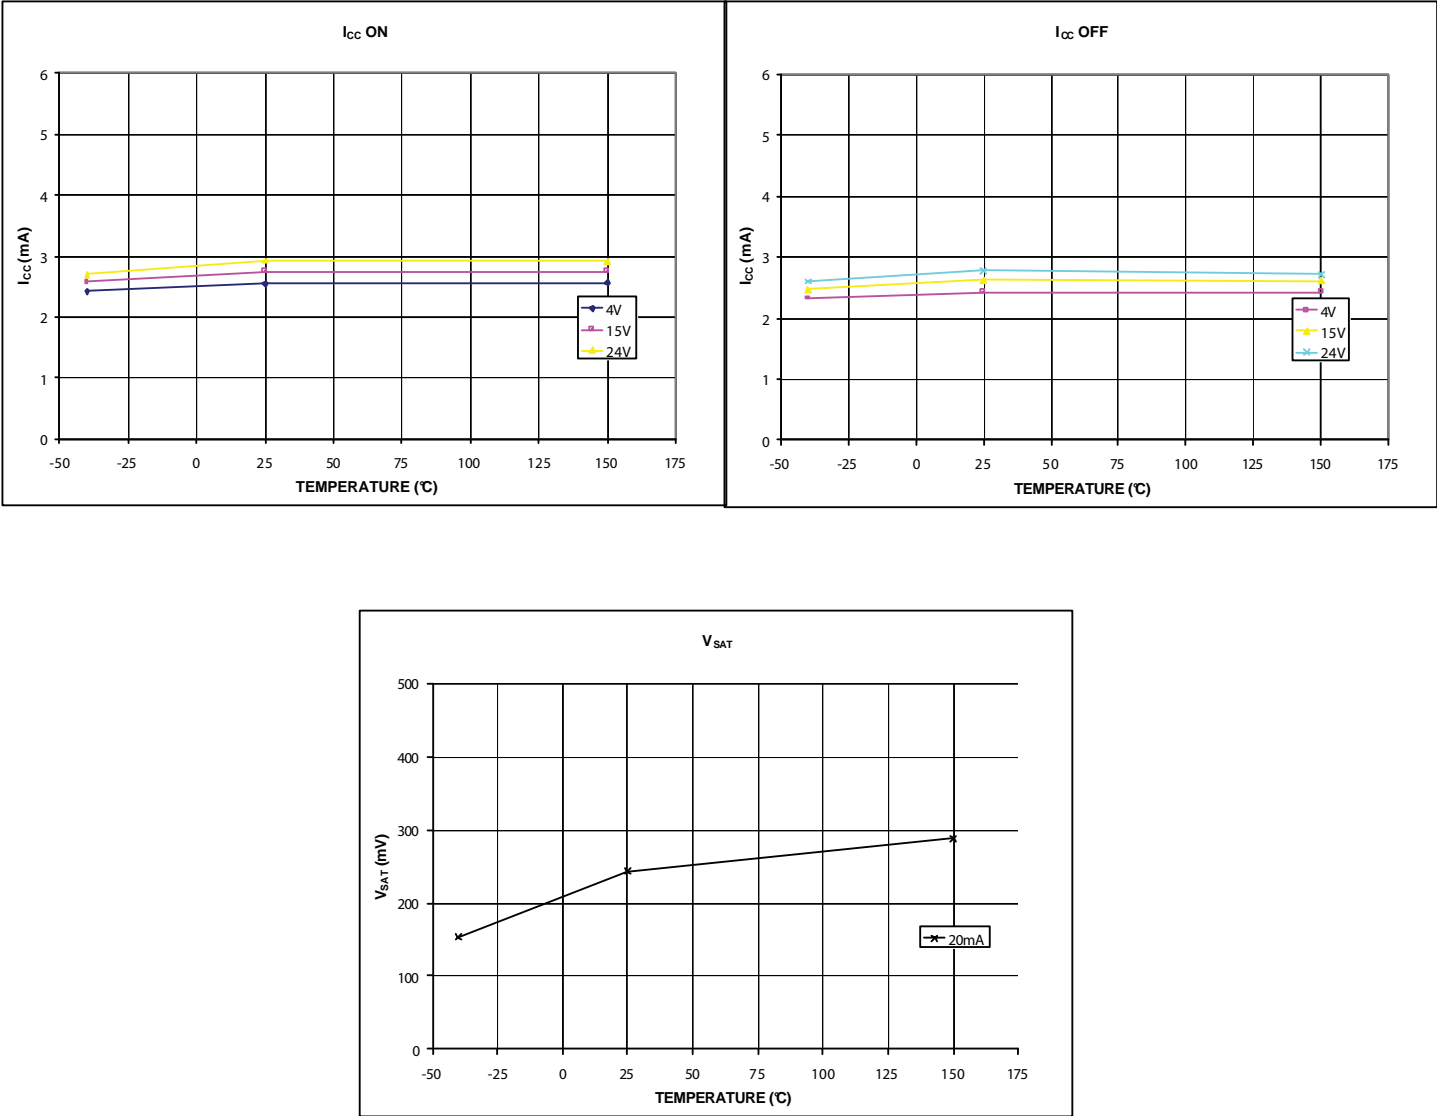 ICC ON
6
5
4
3
2
1
0
-50 -25 0 25 50 75 100 125 150 175
ICC (mA)
TEMPERATURE (°C)
4V
15V
24V
ICC OFF
6
5
4
3
2
1
0
-50 -25 0 25 50 75 100 125 150 175
ICC (mA)
TEMPERATURE (°C)
4V
15V
24V
VSAT
500
400
300
200
100
0
-50 -25 0 25 50 75 100 125 150 175
VSAT (mV)
TEMPERATURE (°C)
20mA